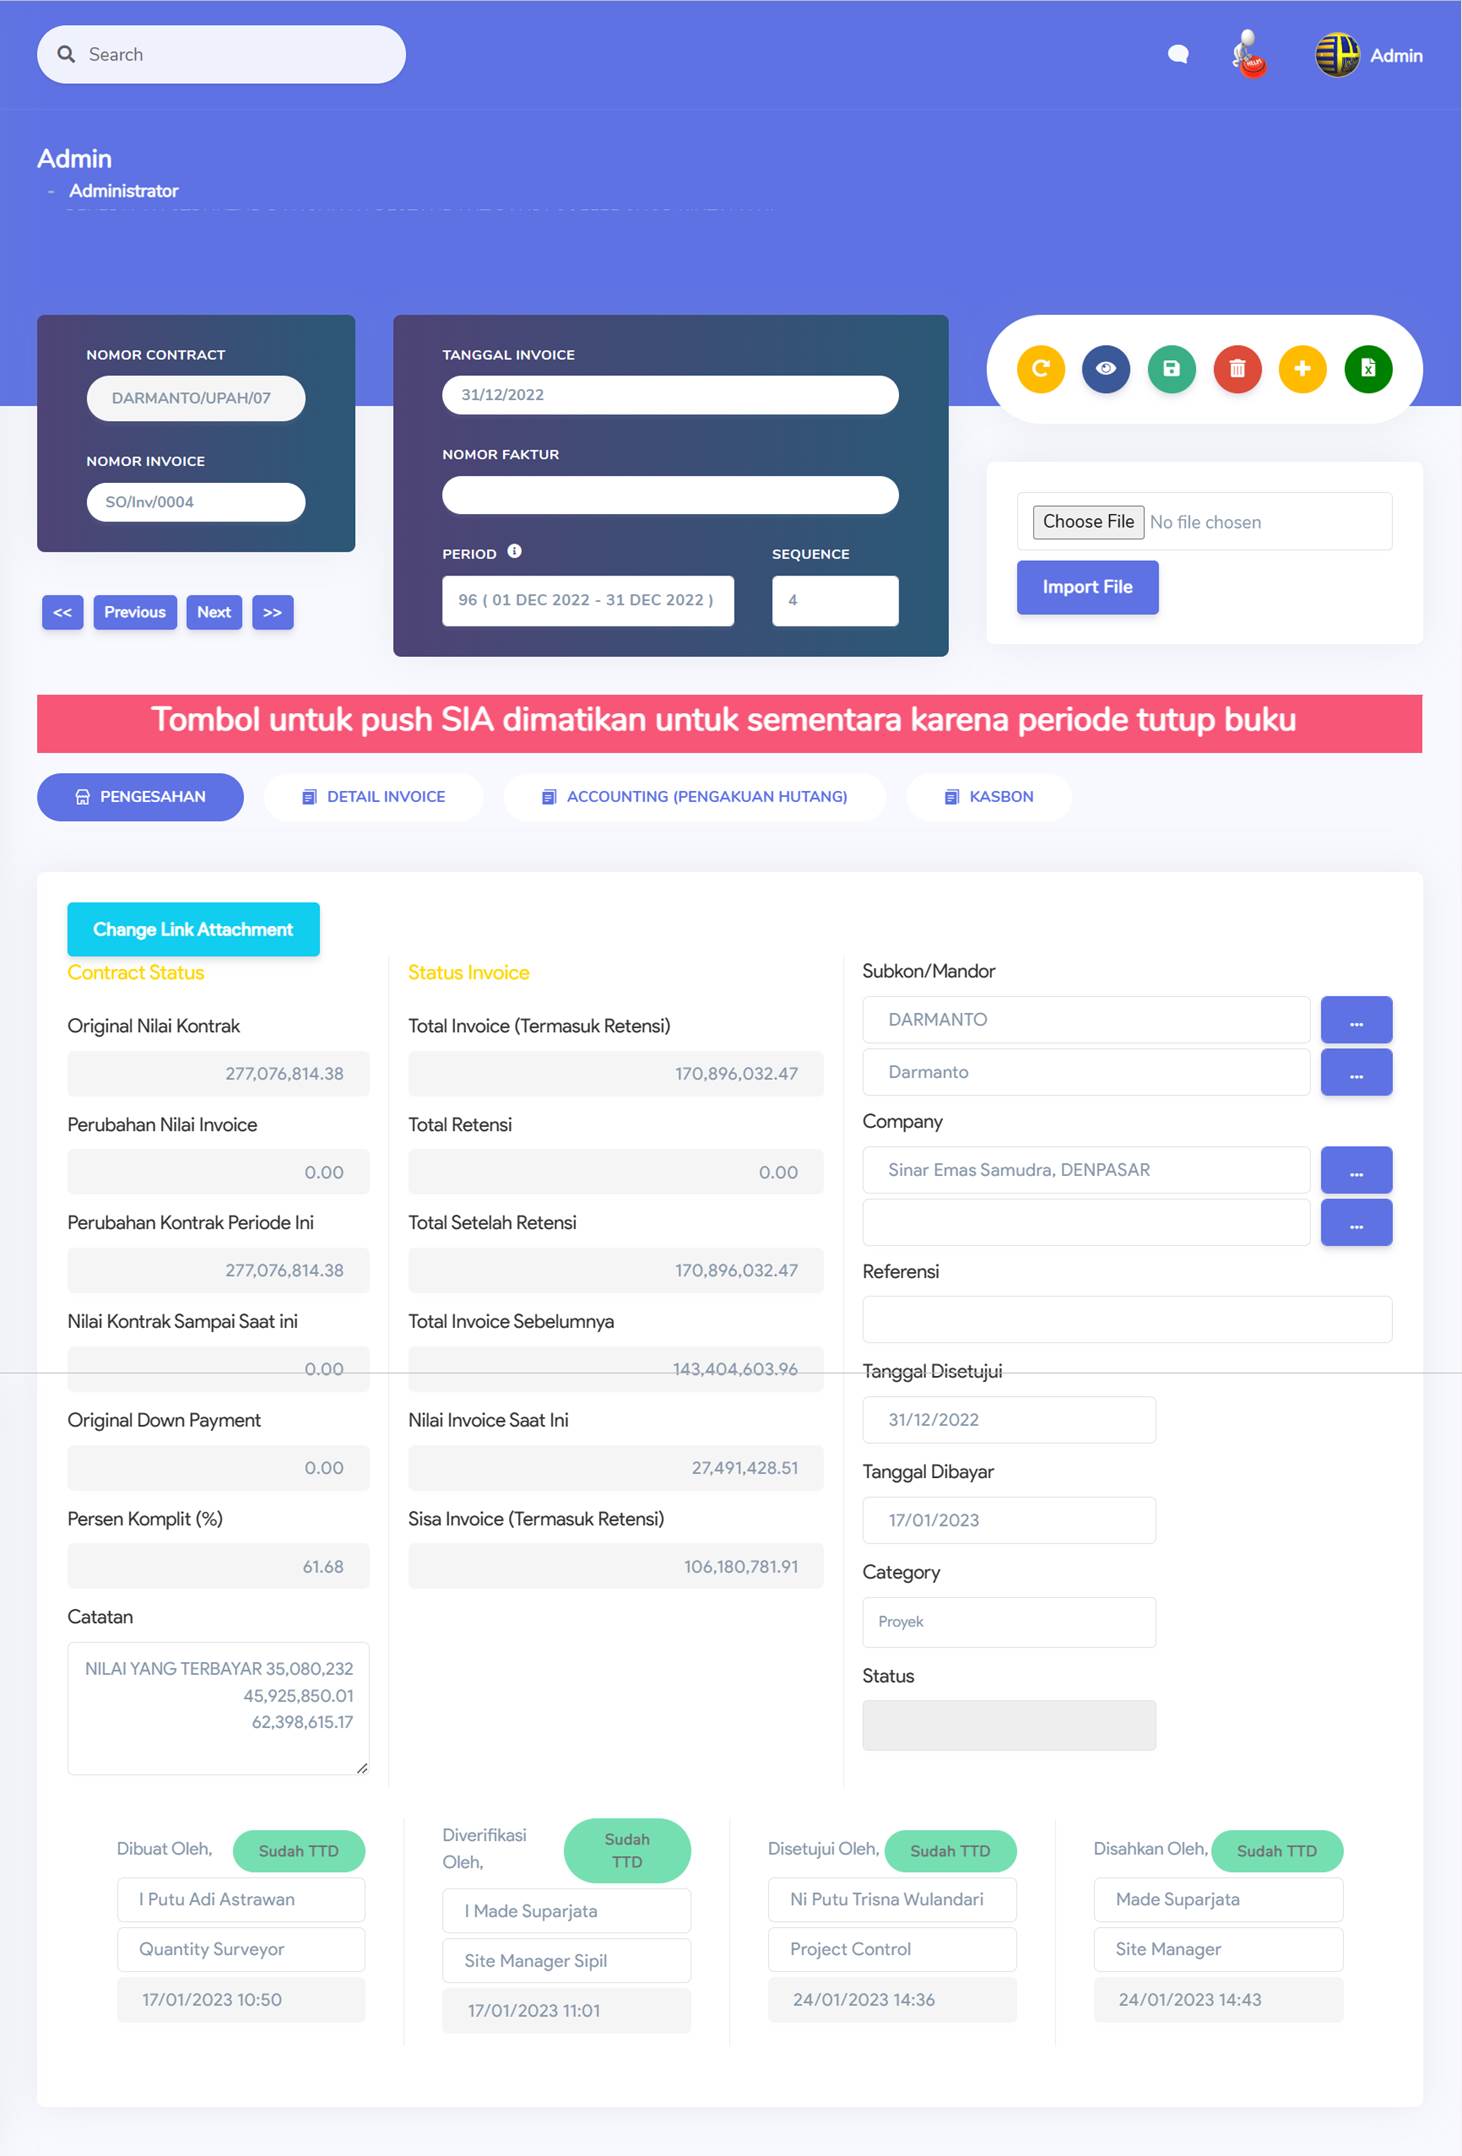 Search
HELP!
Admin
Admin
- Administrator
NOMOR CONTRACT
DARMANTO/UPAH/07
NOMOR INVOICE
SO/Inv/0004
<<
Previous
Next
>>
TANGGAL INVOICE
31/12/2022
NOMOR FAKTUR
PERIOD
96 ( 01 DEC 2022 - 31 DEC 2022 )
SEQUENCE
4
Choose File No file chosen
Import File
Tombol untuk push SIA dimatikan untuk sementara karena periode tutup buku
PENGESAHAN
DETAIL INVOICE
ACCOUNTING (PENGAKUAN HUTANG)
KASBON
Change Link Attachment
Contract Status
Original Nilai Kontrak
277,076,814.38
Perubahan Nilai Invoice
0.00
Perubahan Kontrak Periode Ini
277,076,814.38
Nilai Kontrak Sampai Saat ini
0.00
Original Down Payment
0.00
Persen Komplit (%)
61.68
Catatan
NILAI YANG TERBAYAR 35,080,232
45,925,850.01
62,398,615.17
Status Invoice
Total Invoice (Termasuk Retensi)
170,896,032.47
Total Retensi
0.00
Total Setelah Retensi
170,896,032.47
Total Invoice Sebelumnya
143,404,603.96
Nilai Invoice Saat Ini
27,491,428.51
Sisa Invoice (Termasuk Retensi)
106,180,781.91
Subkon/Mandor
DARMANTO
...
Darmanto
...
Company
Sinar Emas Samudra, DENPASAR
...
...
Referensi
Tanggal Disetujui
31/12/2022
Tanggal Dibayar
17/01/2023
Category
Proyek
Status
Dibuat Oleh,
Sudah TTD
I Putu Adi Astrawan
Quantity Surveyor
17/01/2023 10:50
Diverifikasi
Oleh,
Sudah
TTD
I Made Suparjata
Site Manager Sipil
17/01/2023 11:01
Disetujui Oleh,
Sudah TTD
Ni Putu Trisna Wulandari
Project Control
24/01/2023 14:36
Disahkan Oleh,
Sudah TTD
Made Suparjata
Site Manager
24/01/2023 14:43